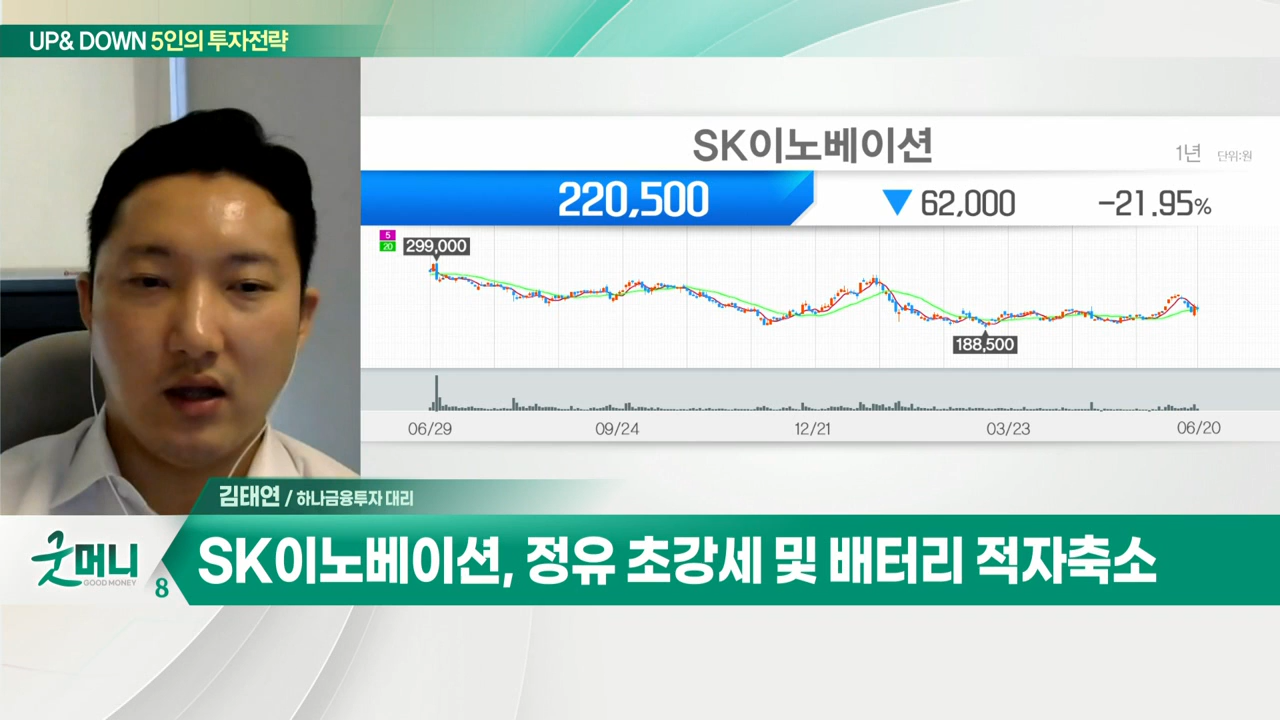 UP& DOWN 5인의 투자전략
SK이노베이션
1년 단위:원
220,500 ▼ 62,000 -21.95%
5
20
299,000
188,500
06/29 09/24 12/21 03/23 06/20
김태연 / 하나금융투자 대리
굿머니
GOOD MONEY
8
SK이노베이션, 정유 초강세 및 배터리 적자축소